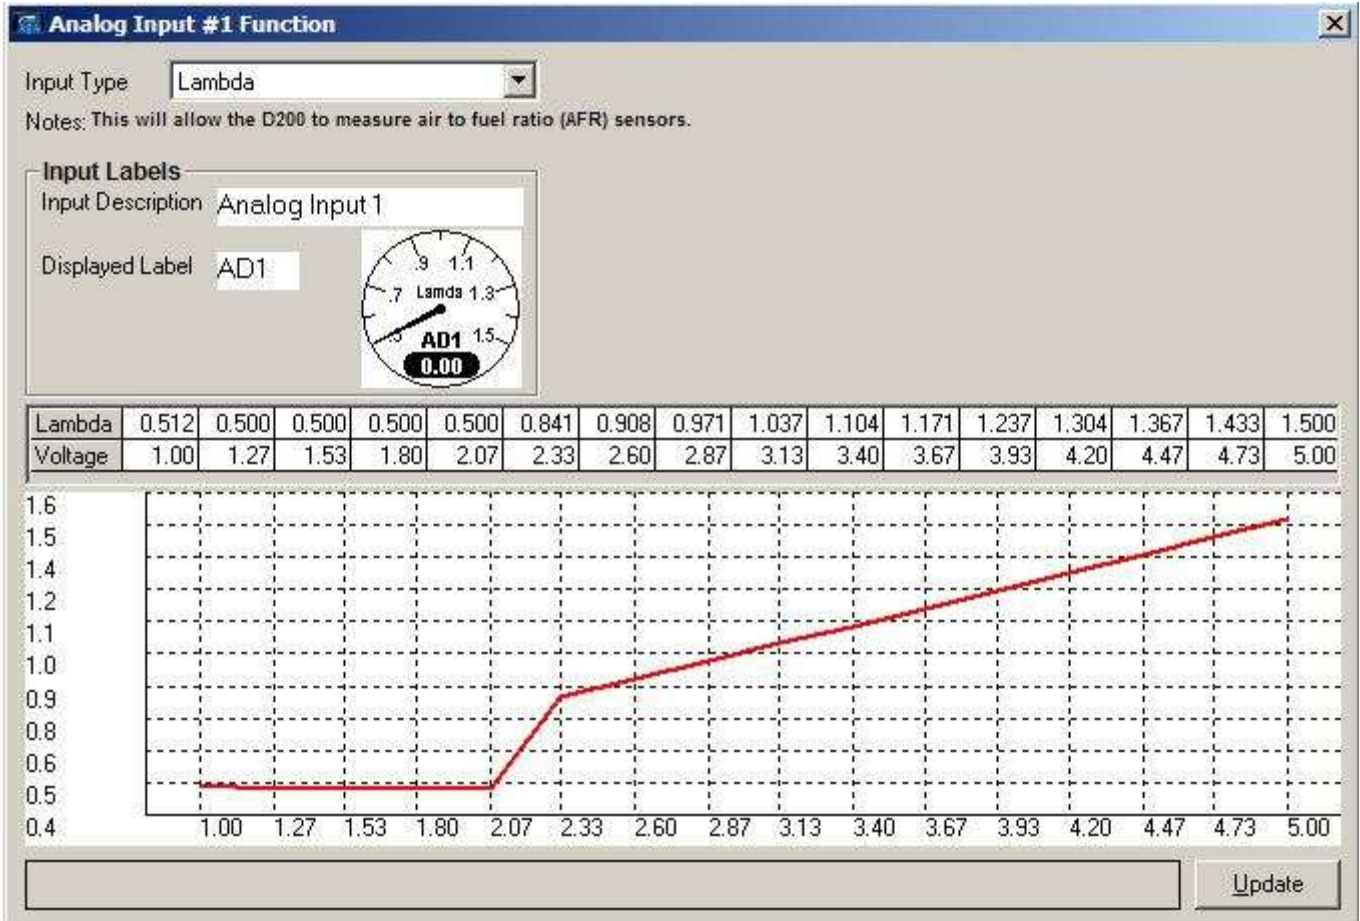 Analog Input #1 Function
Input Type Lambda
Notes: This will allow the D200 to measure air to fuel ratio (AFR) sensors.
Input Labels
Input Description Analog Input 1
Displayed Label AD1
.9 1.1
.7 Lamda 1.3
.5 AD1 1.5
0.00
Lambda 0.512 0.500 0.500 0.500 0.500 0.841 0.908 0.971 1.037 1.104 1.171 1.237 1.304 1.367 1.433 1.500
Voltage 1.00 1.27 1.53 1.80 2.07 2.33 2.60 2.87 3.13 3.40 3.67 3.93 4.20 4.47 4.73 5.00
1.6
1.5
1.4
1.2
1.1
1.0
0.9
0.8
0.6
0.5
0.4
1.00 1.27 1.53 1.80 2.07 2.33 2.60 2.87 3.13 3.40 3.67 3.93 4.20 4.47 4.73 5.00
Update